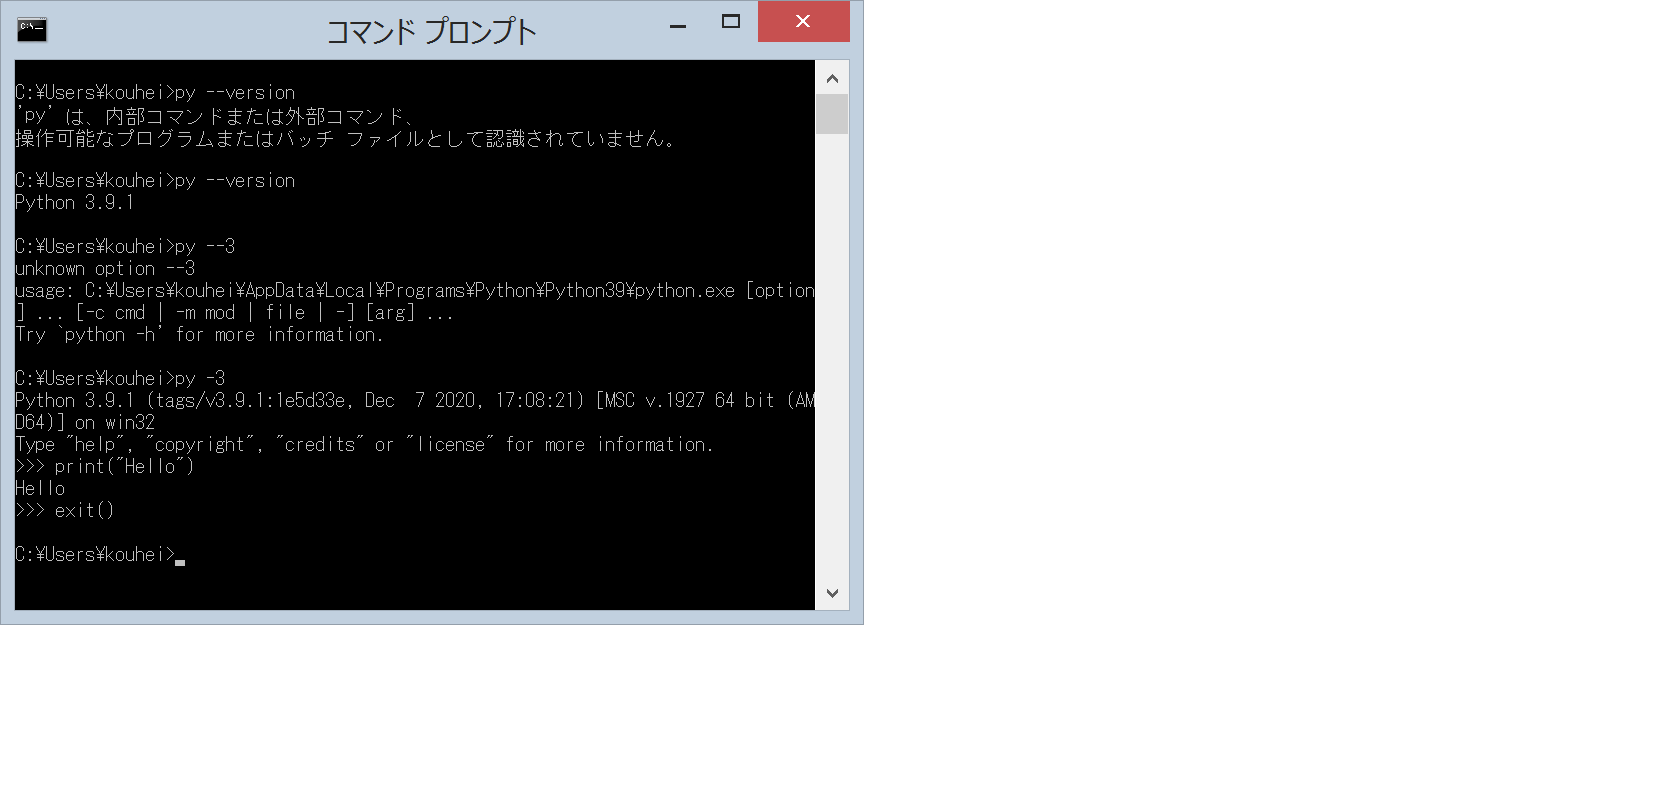 コマンド プロンプト
C:¥Users¥kouhei>py --version
'py' は、内部コマンドまたは外部コマンド、
操作可能なプログラムまたはバッチ ファイルとして認識されていません。
C:¥Users¥kouhei>py --version
Python 3.9.1
C:¥Users¥kouhei>py --3
unknown option --3
usage: C:¥Users¥kouhei¥AppData¥Local¥Programs¥Python¥Python39¥python.exe [option
] ... [-c cmd | -m mod | file | -] [arg] ...
Try `python -h' for more information.
C:¥Users¥kouhei>py -3
Python 3.9.1 (tags/v3.9.1:1e5d33e, Dec  7 2020, 17:08:21) [MSC v.1927 64 bit (AM
D64)] on win32
Type "help", "copyright", "credits" or "license" for more information.
>>> print("Hello")
Hello
>>> exit()
C:¥Users¥kouhei>